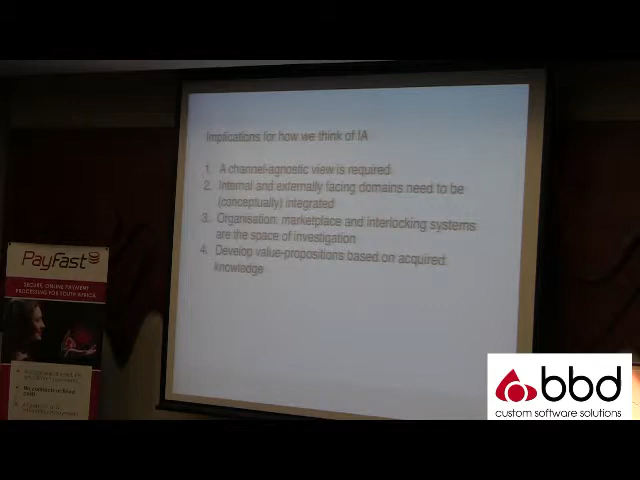 Implications for how we think of IA
1. A channel-agnostic view is required
2. Internal and externally facing domains need to be
(conceptually) integrated
3. Organisation: marketplace and interlocking systems
are the space of investigation
4. Develop value-propositions based on acquired
knowledge
PayFast
SECURE ONLINE PAYMENT
PROCESSING FOR SOUTH AFRICA
bbd
custom software solutions